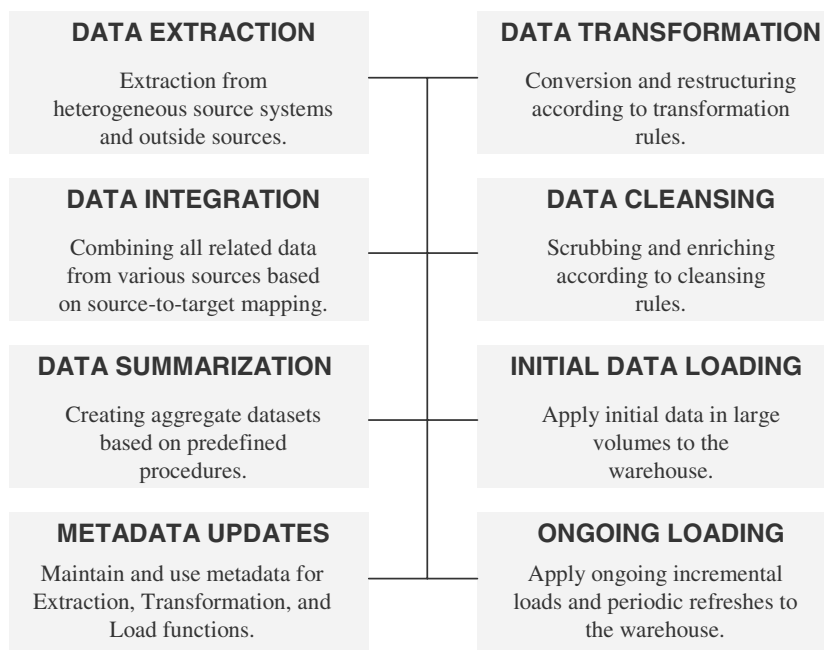 DATA EXTRACTION
Extraction from
heterogeneous source systems
and outside sources.
DATA TRANSFORMATION
Conversion and restructuring
according to transformation
rules.
DATA INTEGRATION
Combining all related data
from various sources based
on source-to-target mapping.
DATA CLEANSING
Scrubbing and enriching
according to cleansing
rules.
DATA SUMMARIZATION
Creating aggregate datasets
based on predefined
procedures.
INITIAL DATA LOADING
Apply initial data in large
volumes to the
warehouse.
METADATA UPDATES
Maintain and use metadata for
Extraction, Transformation, and
Load functions.
ONGOING LOADING
Apply ongoing incremental
loads and periodic refreshes to
the warehouse.